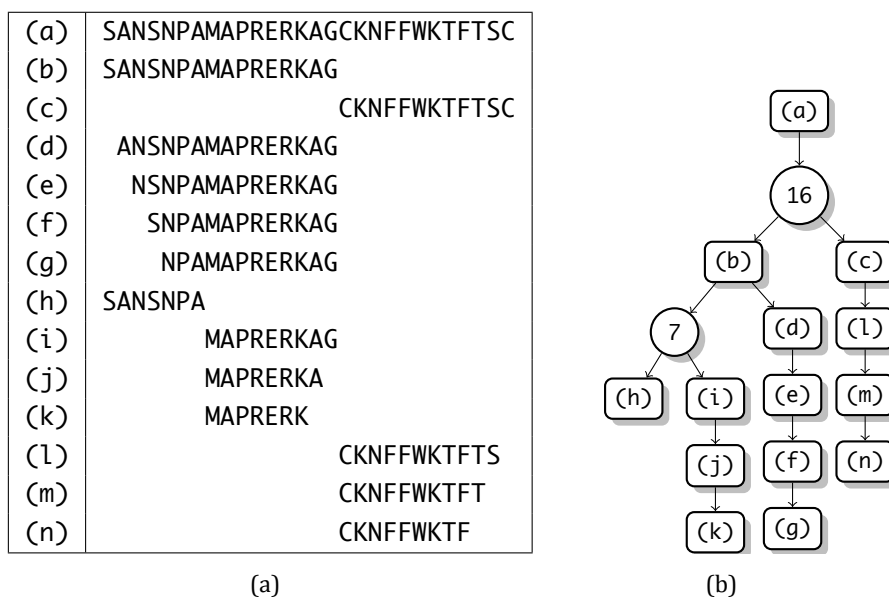 (a) SANSNPAMAPRERKAGCKNFFWKTFTSC
(b) SANSNPAMAPRERKAG
(c) CKNFFWKTFTSC
(d) ANSNPAMAPRERKAG
(e) NSNPAMAPRERKAG
(f) SNPAMAPRERKAG
(g) NPAMAPRERKAG
(h) SANSNPA
(i) MAPRERKAG
(j) MAPRERKA
(k) MAPRERK
(l) CKNFFWKTFTS
(m) CKNFFWKTFT
(n) CKNFFWKTF
(a)
(a)
16
(b) (c)
7 (d) (l)
(h) (i) (e) (m)
(j) (f) (n)
(k) (g)
(b)